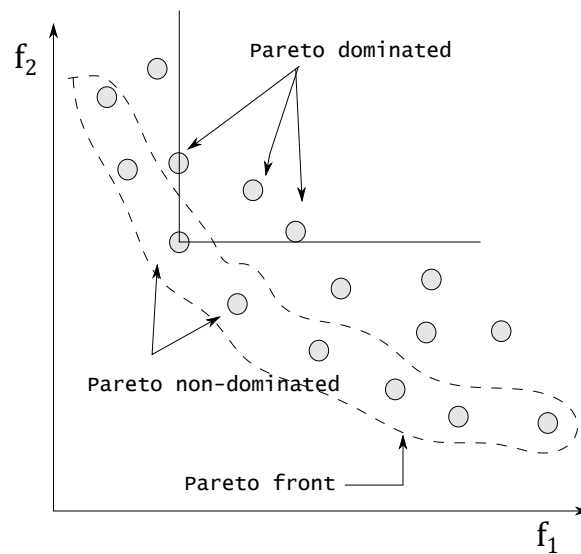 Pareto dominated
f2
Pareto non-dominated
Pareto front
f1